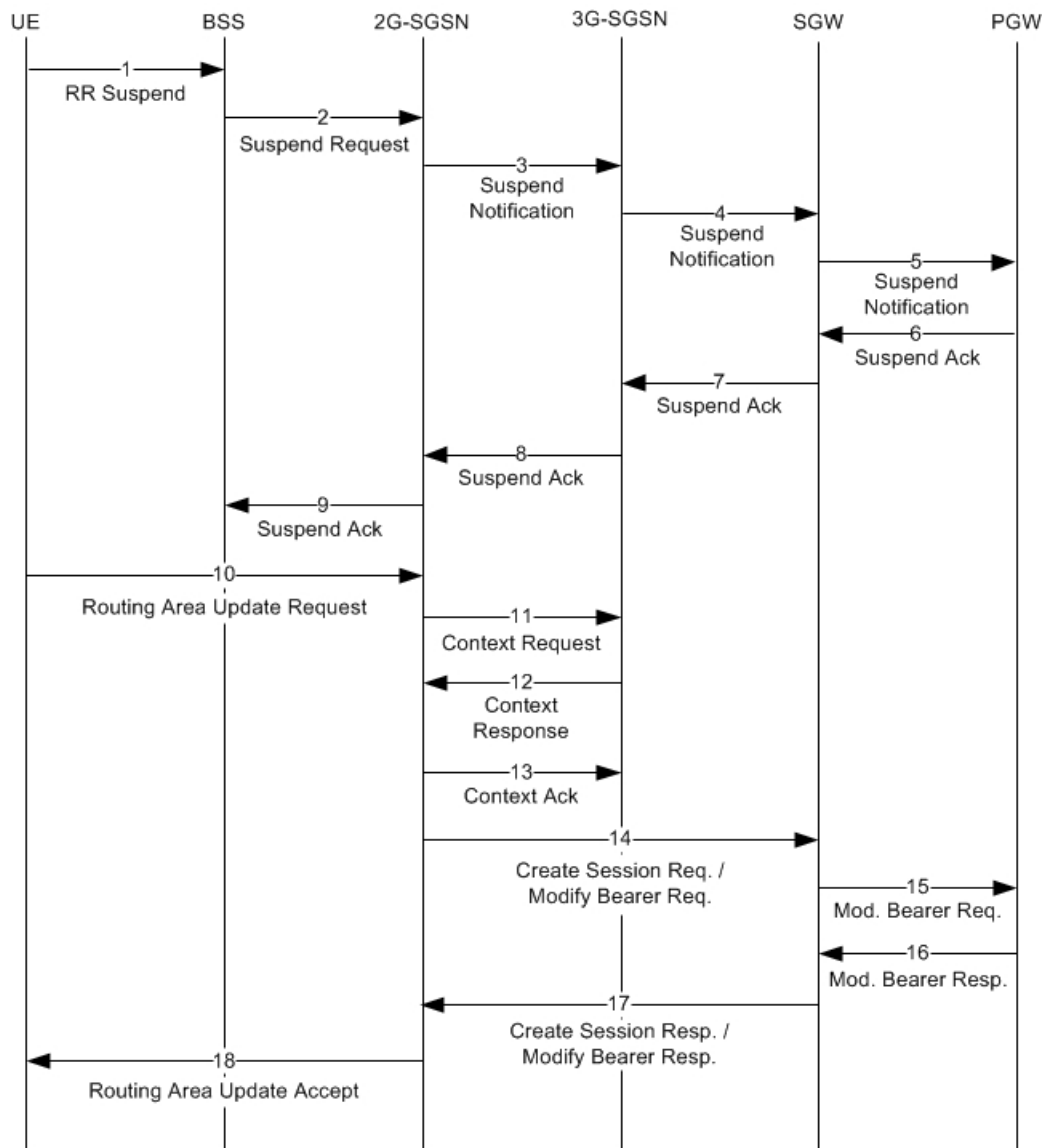 UE
BSS
2G-SGSN
3G-SGSN
SGW
PGW
1
RR Suspend
2
Suspend Request
3
Suspend
Notification
4
Suspend
Notification
5
Suspend
Notification
6
Suspend Ack
7
Suspend Ack
8
Suspend Ack
9
Suspend Ack
10
Routing Area Update Request
11
Context Request
12
Context
Response
13
Context Ack
14
Create Session Req. /
Modify Bearer Req.
15
Mod. Bearer Req.
16
Mod. Bearer Resp.
17
Create Session Resp. /
Modify Bearer Resp.
18
Routing Area Update Accept